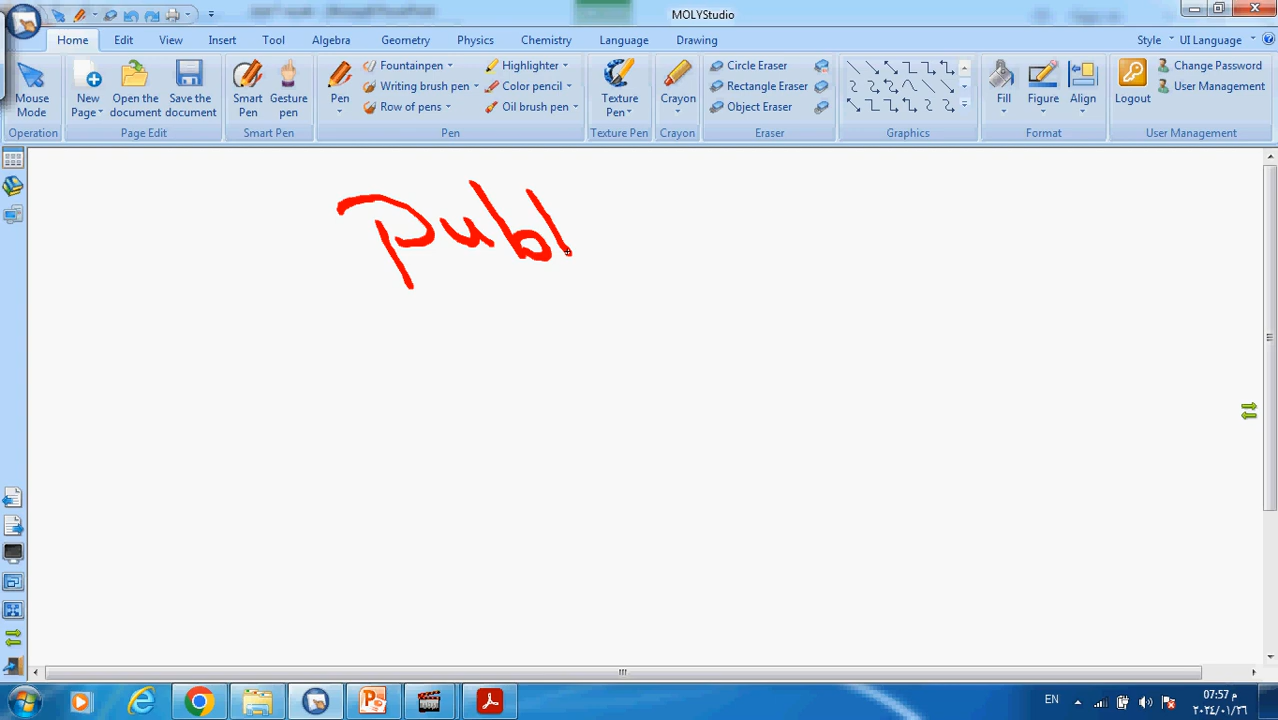 MOLYStudio
Home Edit View Insert Tool Algebra Geometry Physics Chemistry Language Drawing Style UI Language
Mouse Mode
Operation
New Page
Open the document
Save the document
Page Edit
Smart Pen
Gesture pen
Smart Pen
Pen
Fountainpen
Writing brush pen
Row of pens
Highlighter
Color pencil
Oil brush pen
Pen
Texture Pen
Texture Pen
Crayon
Crayon
Circle Eraser
Rectangle Eraser
Object Eraser
Eraser
Graphics
Fill
Figure
Align
Format
Logout
Change Password
User Management
User Management
Publ
EN
07:57 م
٢٠٢٤/٠١/٢٦